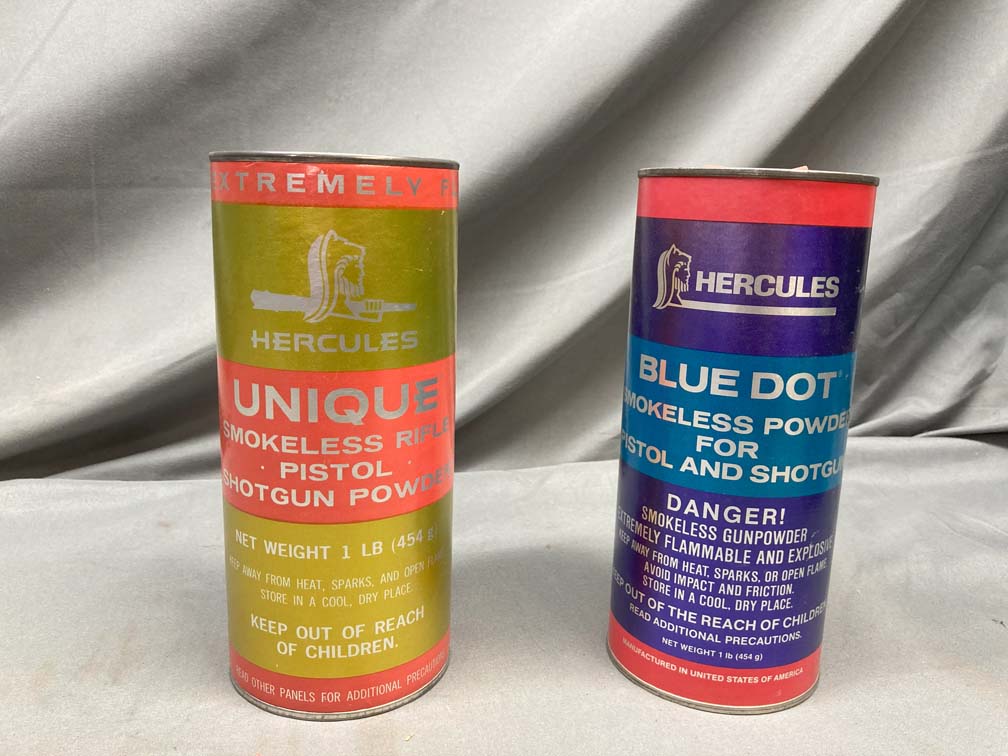 EXTREMELY
HERCULES
UNIQUE
SMOKELESS RIFLE
PISTOL
SHOTGUN POWDER
NET WEIGHT 1 LB (454 g)
KEEP AWAY FROM HEAT, SPARKS, AND OPEN FLAME
STORE IN A COOL, DRY PLACE
KEEP OUT OF REACH
OF CHILDREN.
READ OTHER PANELS FOR ADDITIONAL PRECAUTIONS
HERCULES
BLUE DOT®
SMOKELESS POWDER
FOR
PISTOL AND SHOTGUN
DANGER!
SMOKELESS GUNPOWDER
EXTREMELY FLAMMABLE AND EXPLOSIVE
KEEP AWAY FROM HEAT, SPARKS, OR OPEN FLAME.
AVOID IMPACT AND FRICTION.
STORE IN A COOL, DRY PLACE.
KEEP OUT OF THE REACH OF CHILDREN
READ ADDITIONAL PRECAUTIONS.
NET WEIGHT 1 lb (454 g)
MANUFACTURED IN UNITED STATES OF AMERICA